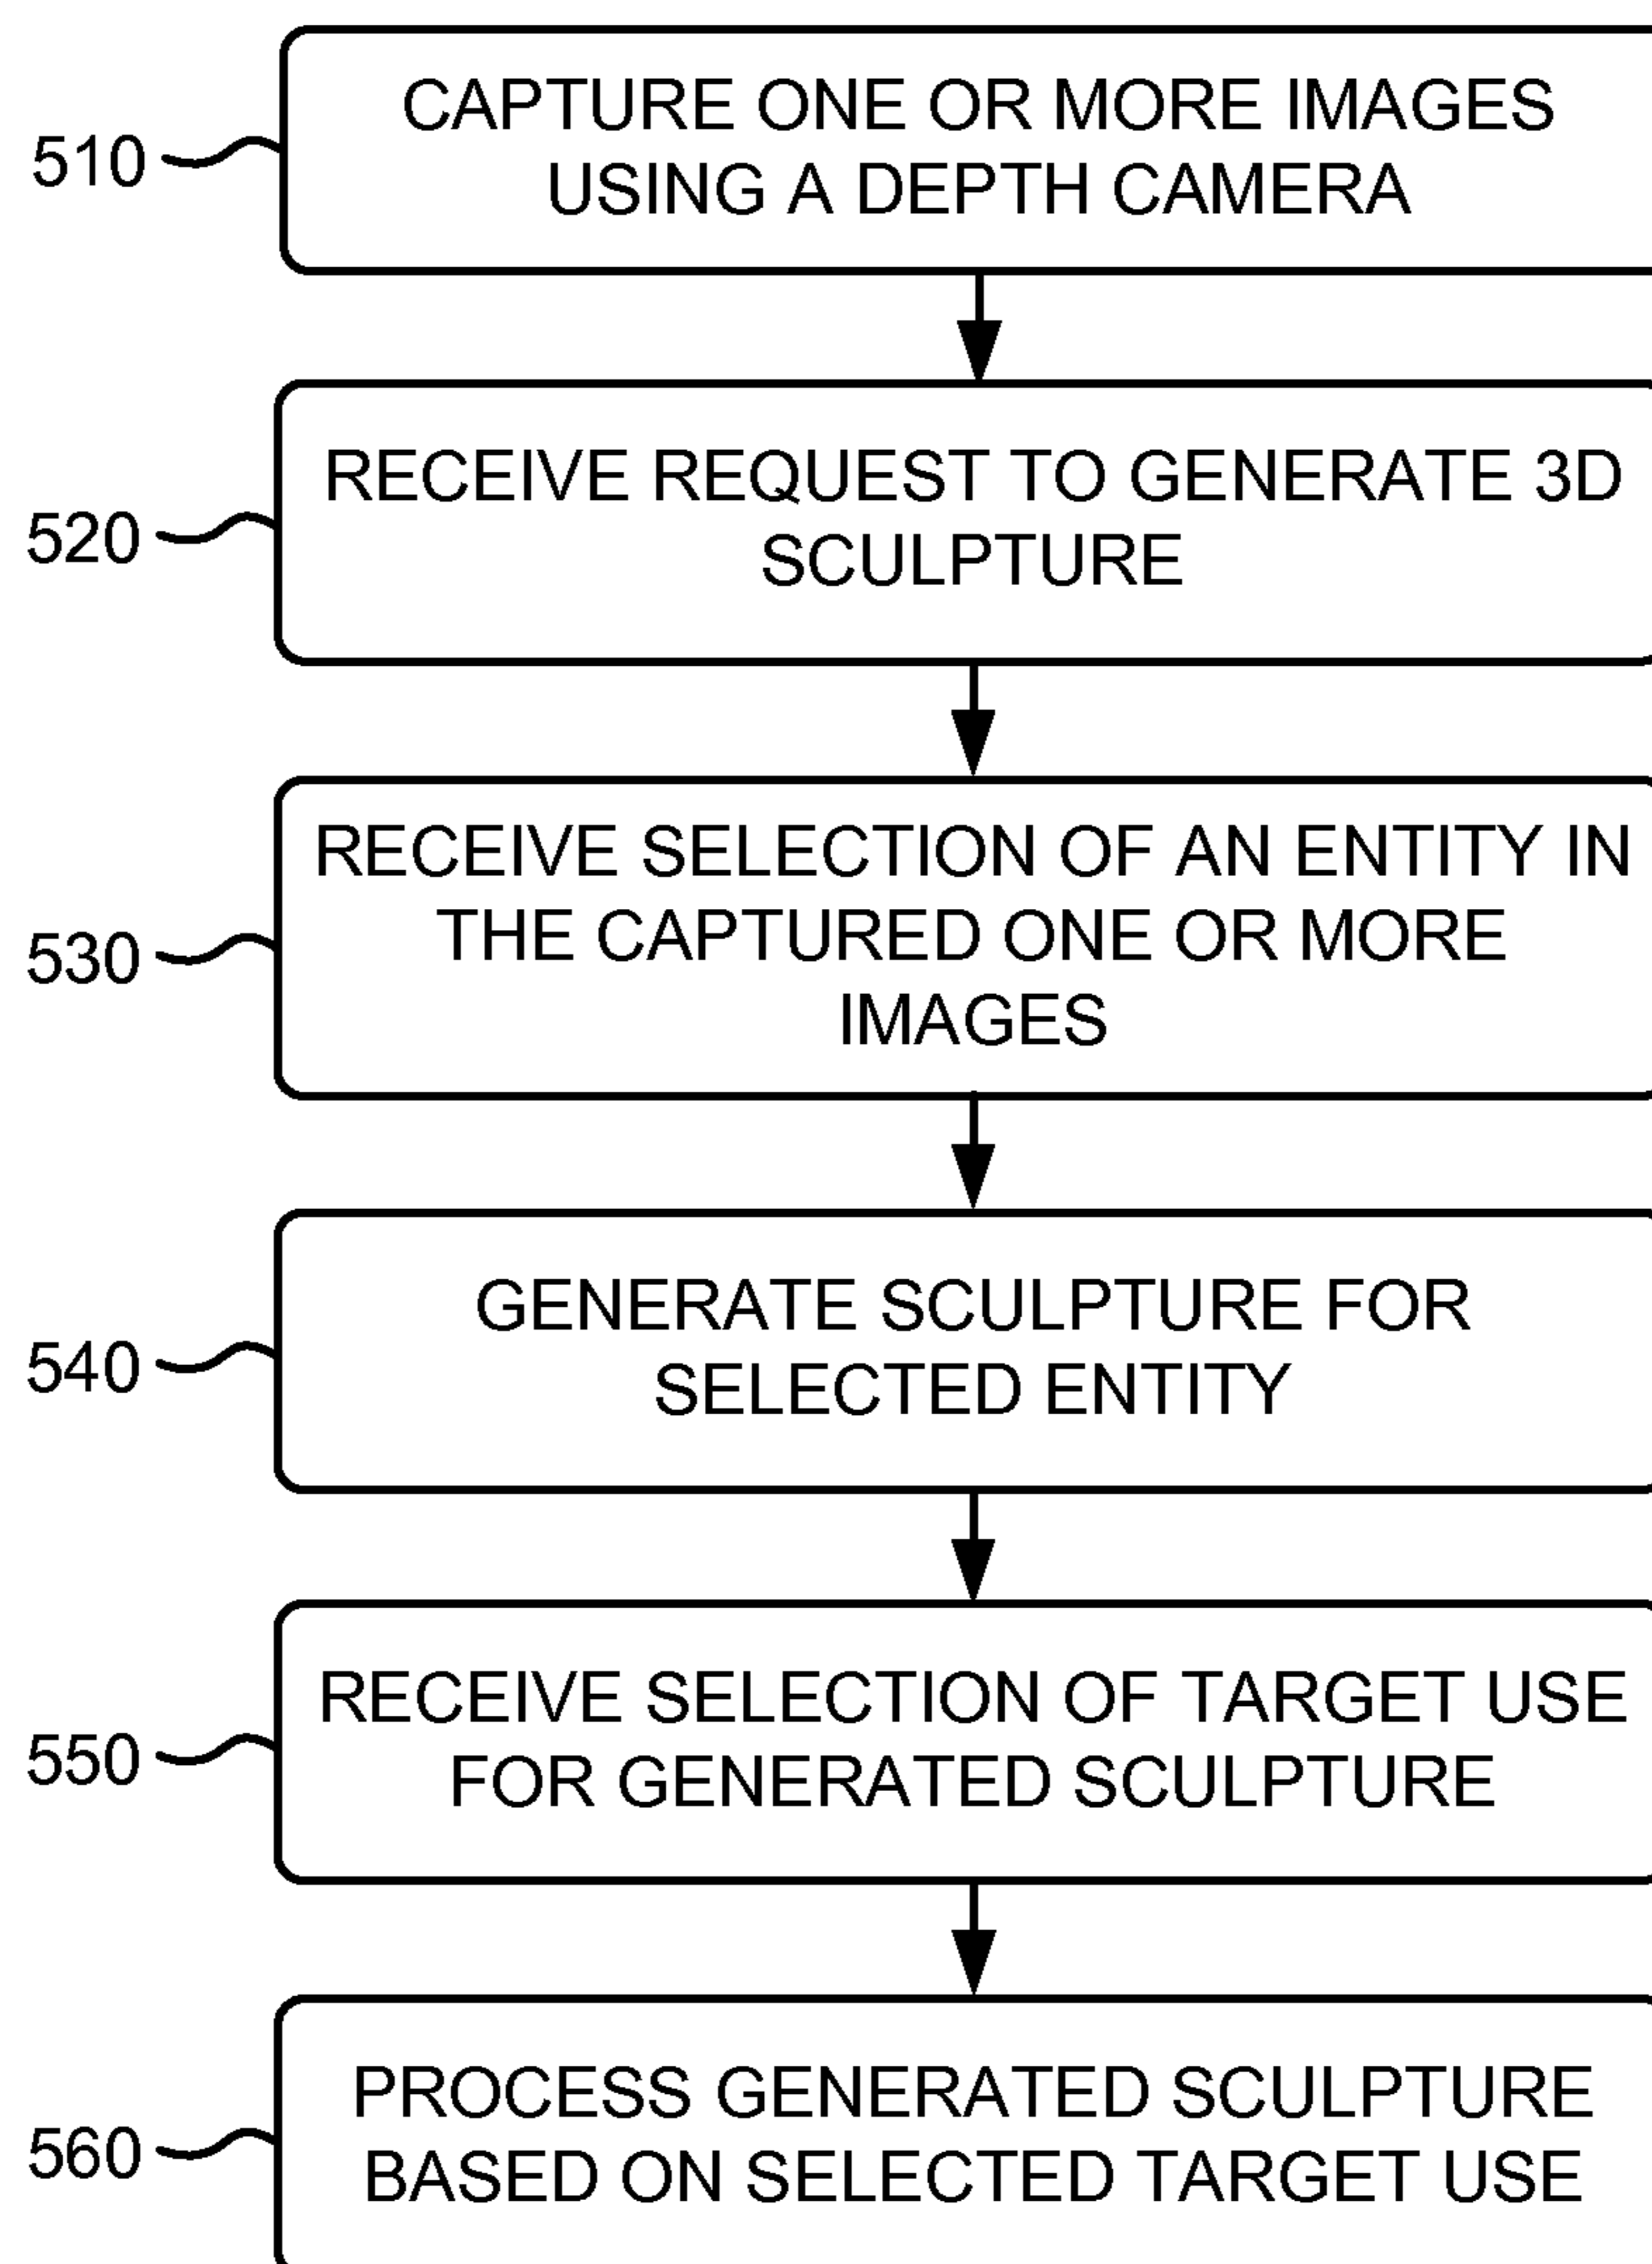 CAPTURE ONE OR MORE IMAGES
USING A DEPTH CAMERA
510
RECEIVE REQUEST TO GENERATE 3D
SCULPTURE
520
RECEIVE SELECTION OF AN ENTITY IN
THE CAPTURED ONE OR MORE
IMAGES
530
GENERATE SCULPTURE FOR
SELECTED ENTITY
540
RECEIVE SELECTION OF TARGET USE
FOR GENERATED SCULPTURE
550
PROCESS GENERATED SCULPTURE
BASED ON SELECTED TARGET USE
560